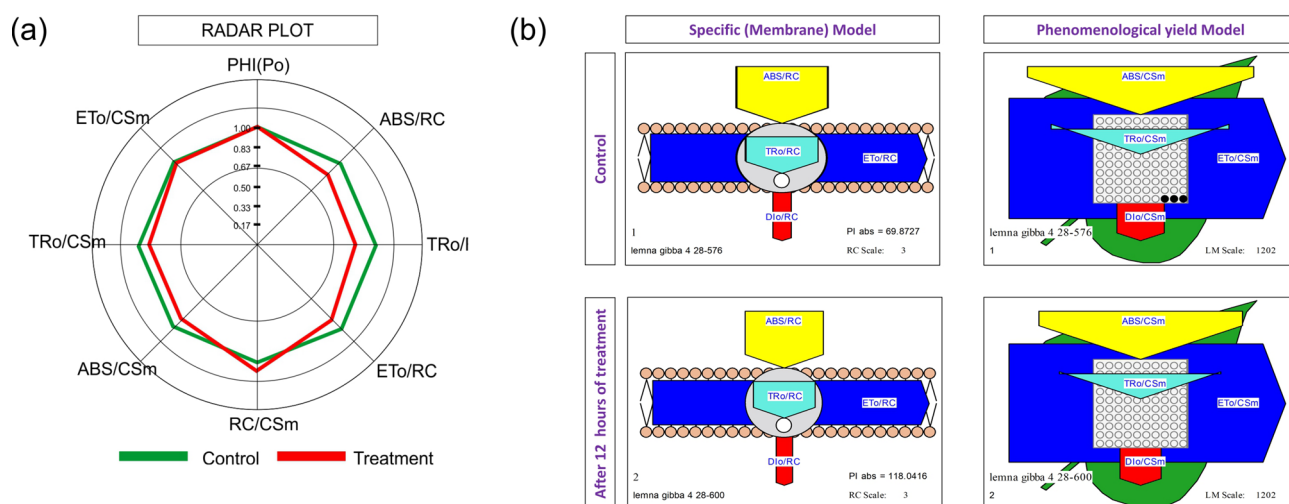 (a)
RADAR PLOT
PHI(Po)
ABS/RC
TRo/I
ETo/RC
RC/CSm
ABS/CSm
TRo/CSm
ETo/CSm
1.00
0.83
0.67
0.50
0.33
0.17
Control
Treatment
(b)
Specific (Membrane) Model
Phenomenological yield Model
Control
ABS/RC
TRo/RC
ETo/RC
DIo/RC
1
PI abs = 69.8727
lemna gibba 4 28-576
RC Scale: 3
ABS/CSm
TRo/CSm
ETo/CSm
DIo/CSm
lemna gibba 4 28-576
1
LM Scale: 1202
After 12 hours of treatment
ABS/RC
TRo/RC
ETo/RC
DIo/RC
2
PI abs = 118.0416
lemna gibba 4 28-600
RC Scale: 3
ABS/CSm
TRo/CSm
ETo/CSm
DIo/CSm
lemna gibba 4 28-600
2
LM Scale: 1202